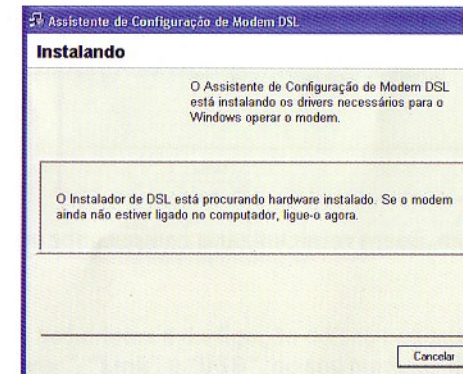 Assistente de Configuração de Modem DSL
Instalando
O Assistente de Configuração de Modem DSL
está instalando os drivers necessários para o
Windows operar o modem.
O Instalador de DSL está procurando hardware instalado. Se o modem
ainda não estiver ligado no computador, ligue-o agora.
Cancelar